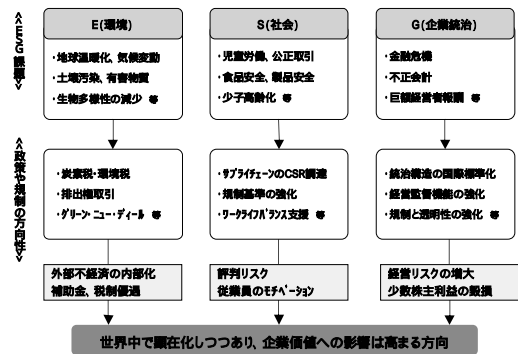 《ESG課題》
E(環境)
・地球温暖化、気候変動
・土壌汚染、有害物質
・生物多様性の減少 等
S(社会)
・児童労働、公正取引
・食品安全、製品安全
・少子高齢化 等
G(企業統治)
・金融危機
・不正会計
・巨額経営者報酬 等
《政策や規制の方向性》
・炭素税・環境税
・排出権取引
・グリーン・ニュー・ディール 等
・サプライチェーンのCSR調達
・規制基準の強化
・ワークライフバランス支援 等
・統治構造の国際標準化
・経営監督機能の強化
・規制と透明性の強化 等
外部不経済の内部化
補助金、税制優遇
評判リスク
従業員のモチベーション
経営リスクの増大
少数株主利益の毀損
世界中で顕在化しつつあり、企業価値への影響は高まる方向